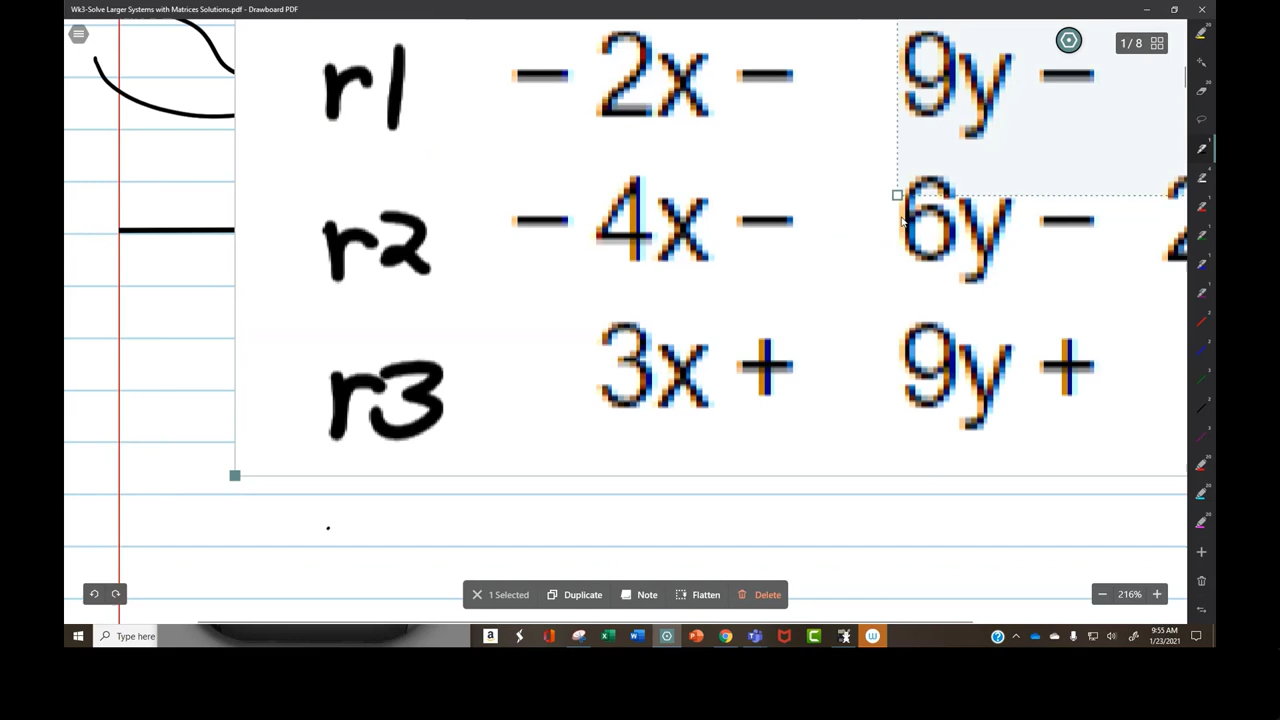 Wk3-Solve Larger Systems with Matrices Solutions.pdf - Drawboard PDF
1 / 8
r1 - 2x - 9y -
r2 - 4x - 6y - 2
r3 3x + 9y +
1 Selected Duplicate Note Flatten Delete
216%
Type here
9:55 AM
1/23/2021